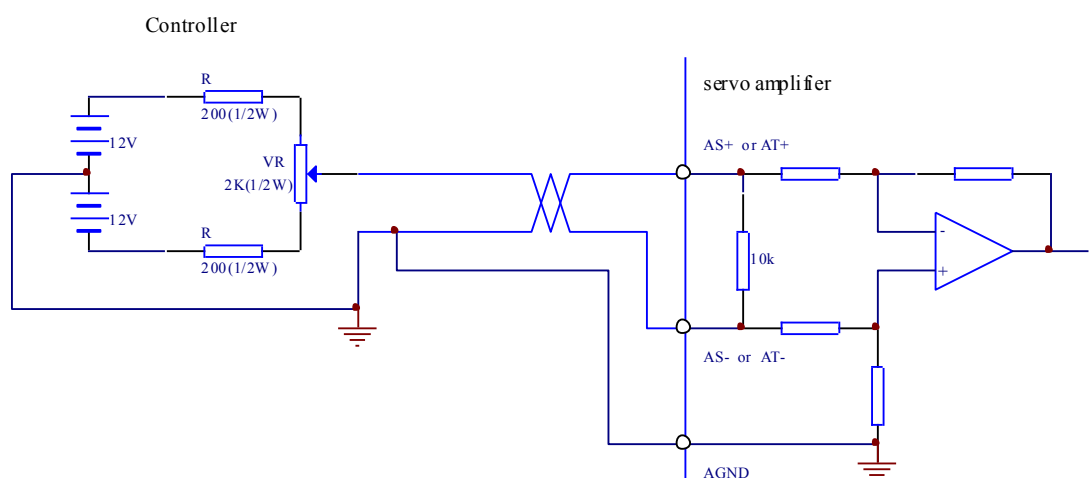 Controller
servo amplifier
R
200(1/2W)
12V
VR
2K(1/2W)
12V
R
200(1/2W)
AS+ or AT+
-
+
10k
AS- or AT-
AGND